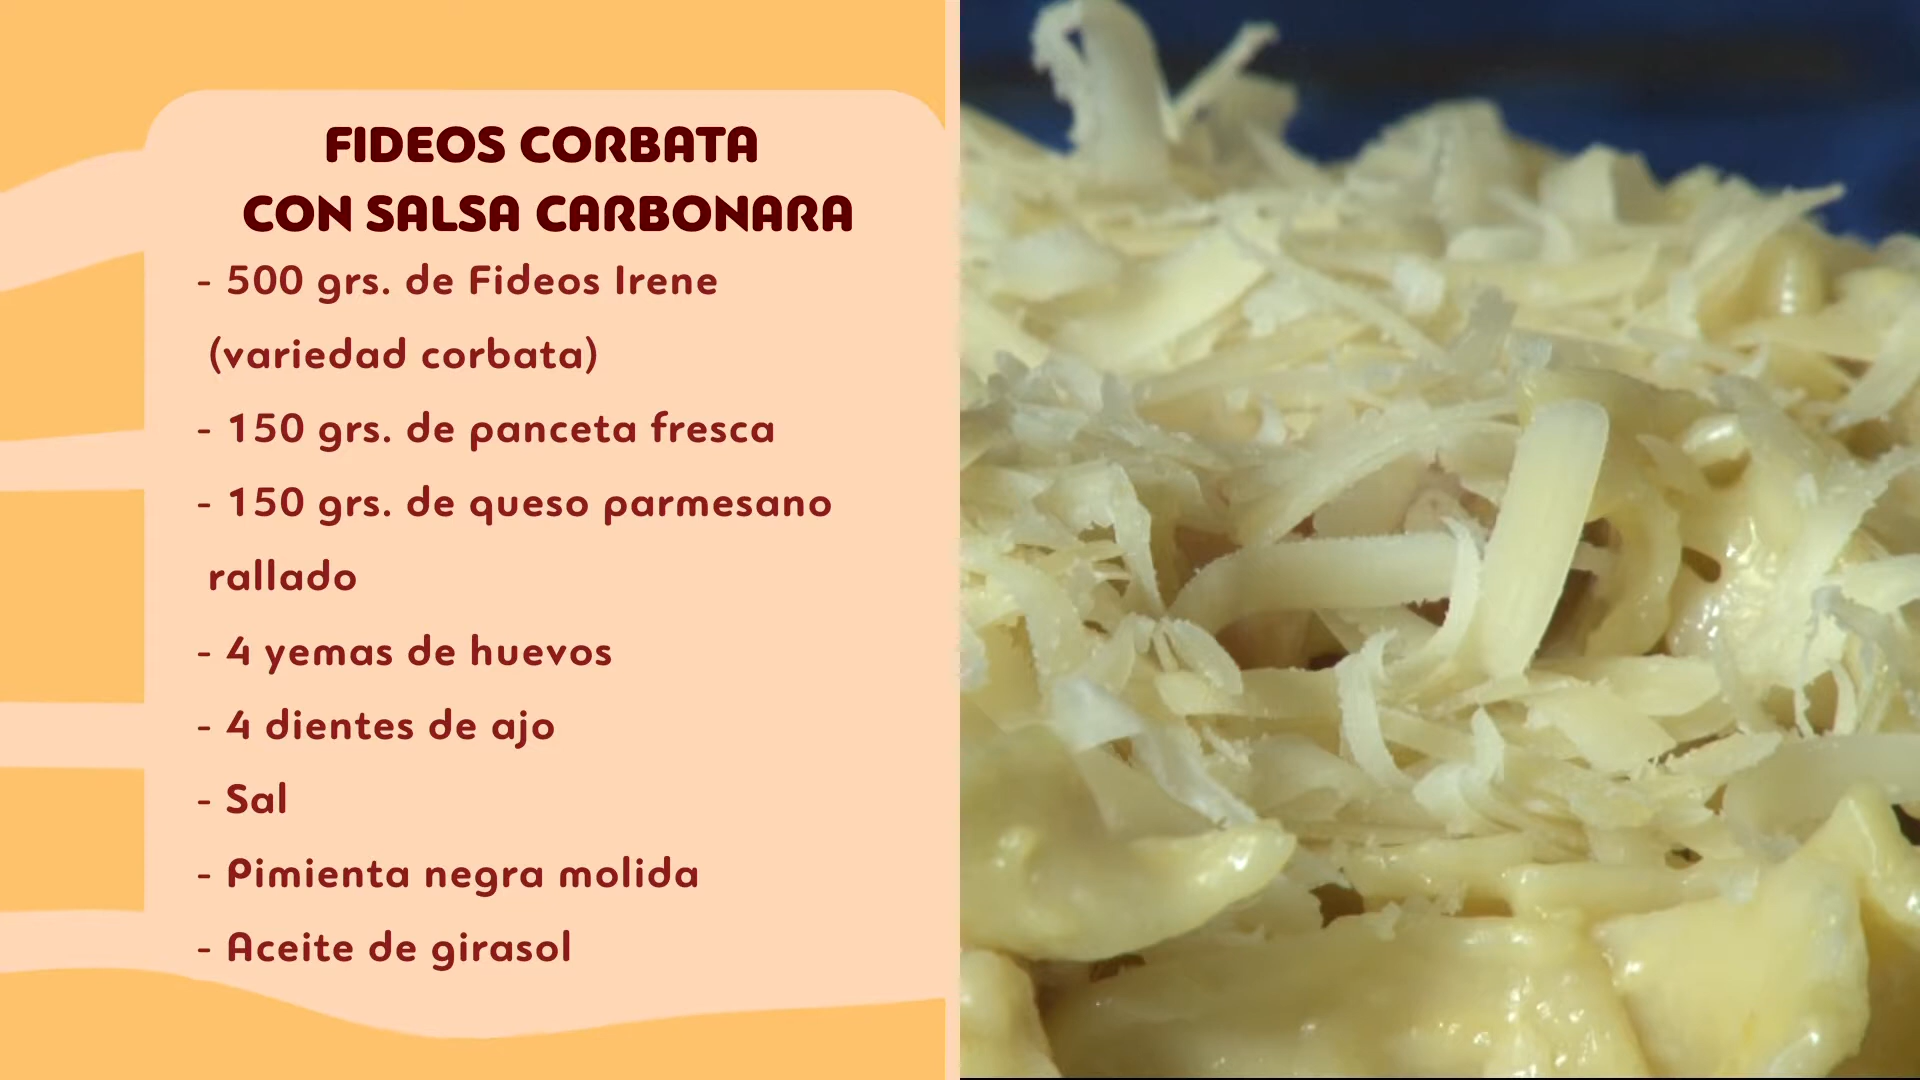 FIDEOS CORBATA
CON SALSA CARBONARA
- 500 grs. de Fideos Irene
(variedad corbata)
- 150 grs. de panceta fresca
- 150 grs. de queso parmesano
rallado
- 4 yemas de huevos
- 4 dientes de ajo
- Sal
- Pimienta negra molida
- Aceite de girasol